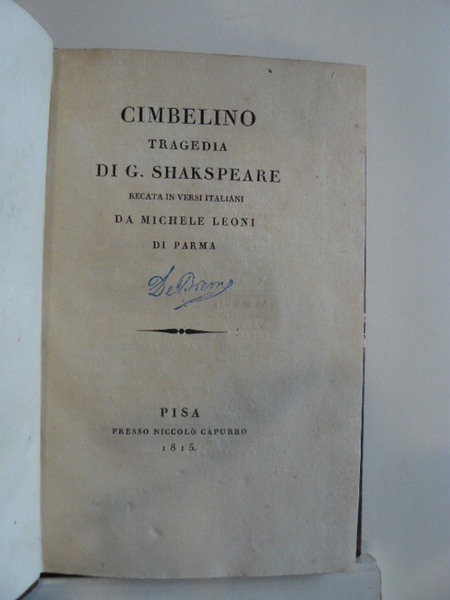 CIMBELINO
TRAGEDIA
DI G. SHAKSPEARE
RECATA IN VERSI ITALIANI
DA MICHELE LEONI
DI PARMA
PISA
PRESSO NICCOLÒ CAPURRO
1815.